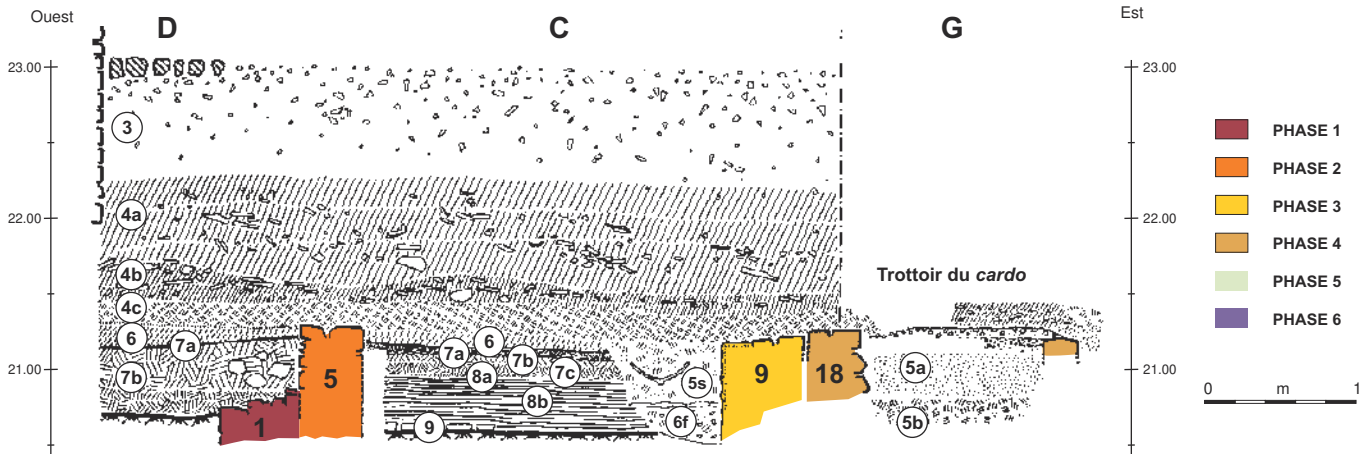 Ouest
D
C
G
Est
23.00
23.00
3
PHASE 1
PHASE 2
22.00
4a
22.00
PHASE 3
PHASE 4
4b
Trottoir du cardo
PHASE 5
4c
PHASE 6
6
7a
6
7a
7b
7c
21.00
7b
5
8a
5s
9
18
5a
21.00
0 m 1
8b
1
9
6f
5b